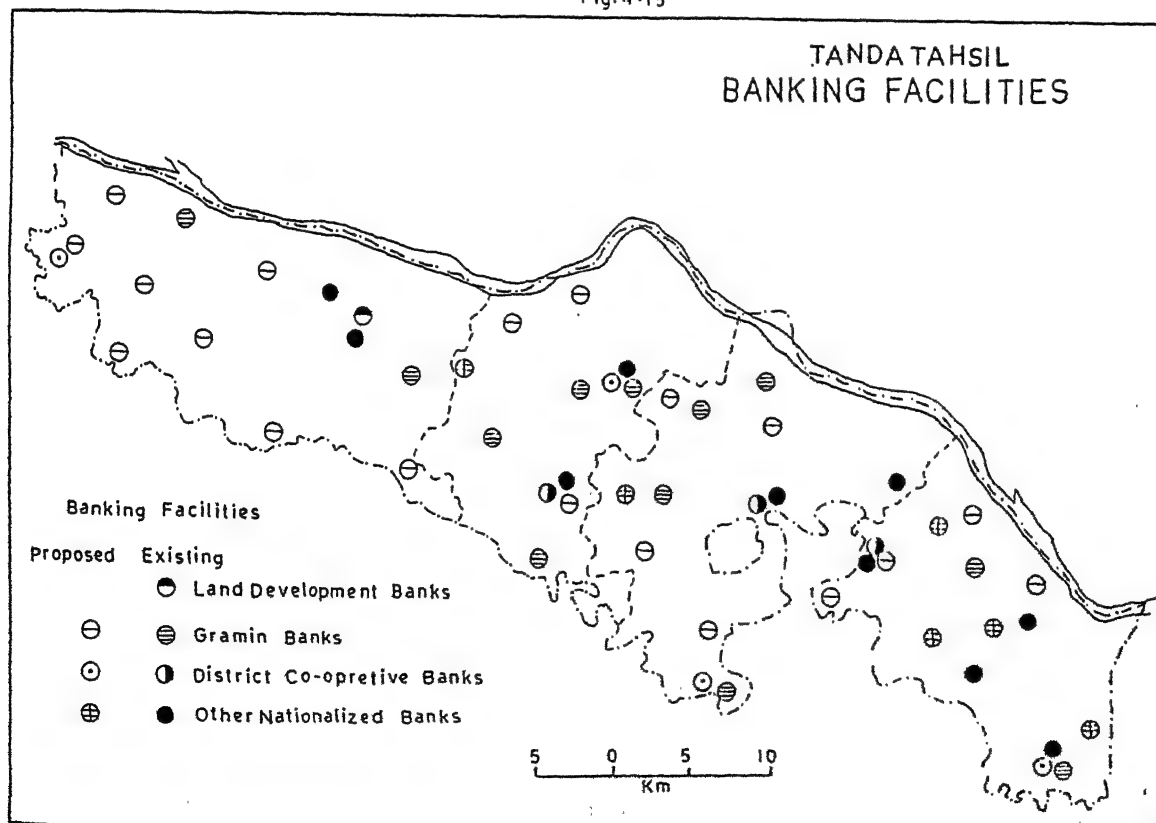 TANDA TAHSIL
BANKING FACILITIES
Banking Facilities
Proposed Existing
Land Development Banks
Gramin Banks
District Co-opretive Banks
Other Nationalized Banks
5 0 5 10
Km